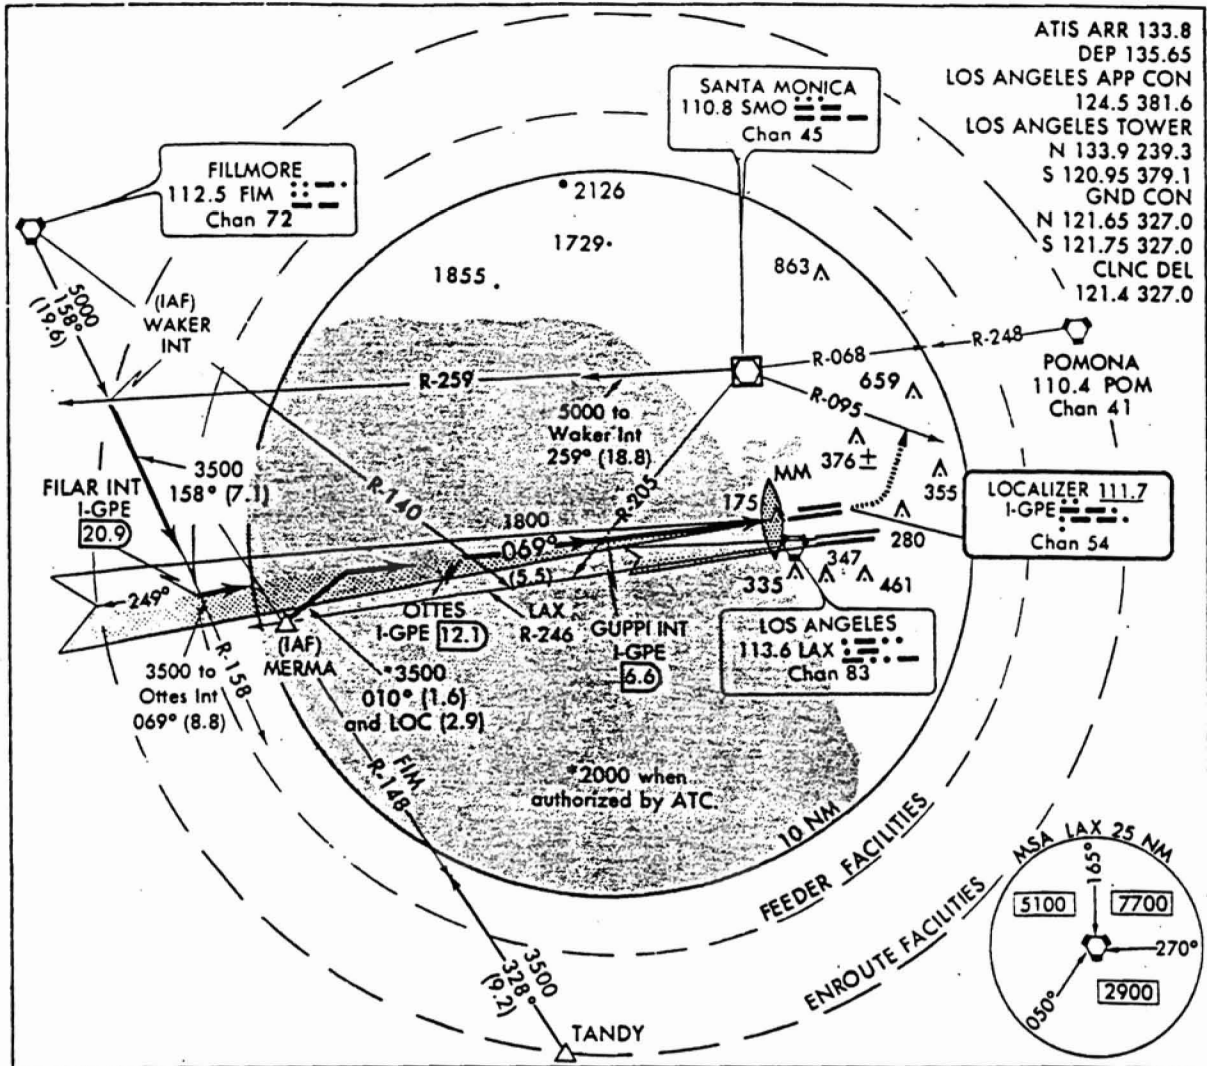 ATIS ARR 133.8
DEP 135.65
LOS ANGELES APP CON
124.5 381.6
LOS ANGELES TOWER
N 133.9 239.3
S 120.95 379.1
GND CON
N 121.65 327.0
S 121.75 327.0
CLNC DEL
121.4 327.0
SANTA MONICA
110.8 SMO
Chan 45
FILLMORE
112.5 FIM
Chan 72
2126
1729
1855
863
5000
158°
(19.6)
(IAF)
WAKER
INT
R-259
R-068
R-248
POMONA
110.4 POM
Chan 41
659
R-095
5000 to
Waker Int
259° (18.8)
376±
355
3500
158° (7.1)
FILAR INT
I-GPE
20.9
R-140
R-205
MM
175
LOCALIZER 111.7
I-GPE
Chan 54
1800
069°
(5.5)
280
347
335
461
249°
OTTES
I-GPE 12.1
LAX
R-246
GUPPI INT
I-GPE
6.6
LOS ANGELES
113.6 LAX
Chan 83
(IAF)
MERMA
3500 to
Ottes Int
069° (8.8)
R-158
*3500
010° (1.6)
and LOC (2.9)
FIM
R-148
*2000 when
authorized by ATC.
10 NM
FEEDER FACILITIES
ENROUTE FACILITIES
3500
328°
(9.2)
TANDY
MSA LAX 25 NM
165°
5100
7700
270°
2900
050°